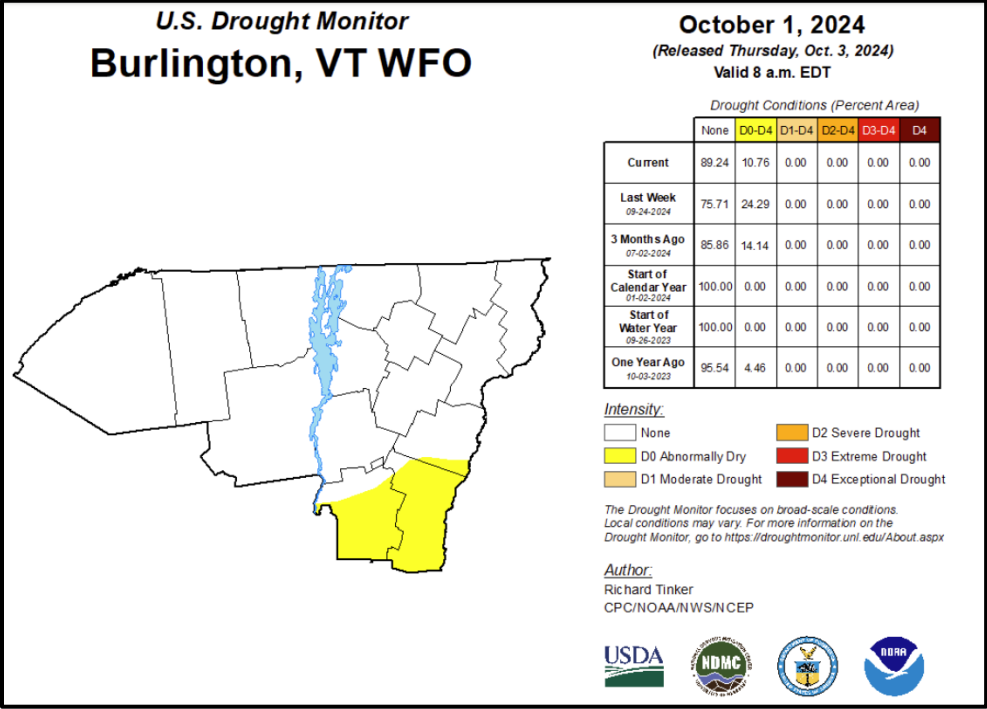 U.S. Drought Monitor
Burlington, VT WFO
October 1, 2024
(Released Thursday, Oct. 3, 2024)
Valid 8 a.m. EDT
Drought Conditions (Percent Area)
None D0-D4 D1-D4 D2-D4 D3-D4 D4
Current 89.24 10.76 0.00 0.00 0.00 0.00
Last Week
09-24-2024 75.71 24.29 0.00 0.00 0.00 0.00
3 Months Ago
07-02-2024 85.86 14.14 0.00 0.00 0.00 0.00
Start of
Calendar Year
01-02-2024 100.00 0.00 0.00 0.00 0.00 0.00
Start of
Water Year
09-26-2023 100.00 0.00 0.00 0.00 0.00 0.00
One Year Ago
10-03-2023 95.54 4.46 0.00 0.00 0.00 0.00
Intensity:
None
D0 Abnormally Dry
D1 Moderate Drought
D2 Severe Drought
D3 Extreme Drought
D4 Exceptional Drought
The Drought Monitor focuses on broad-scale conditions.
Local conditions may vary. For more information on the
Drought Monitor, go to https://droughtmonitor.unl.edu/About.aspx
Author:
Richard Tinker
CPC/NOAA/NWS/NCEP
USDA
NDMC
NOAA